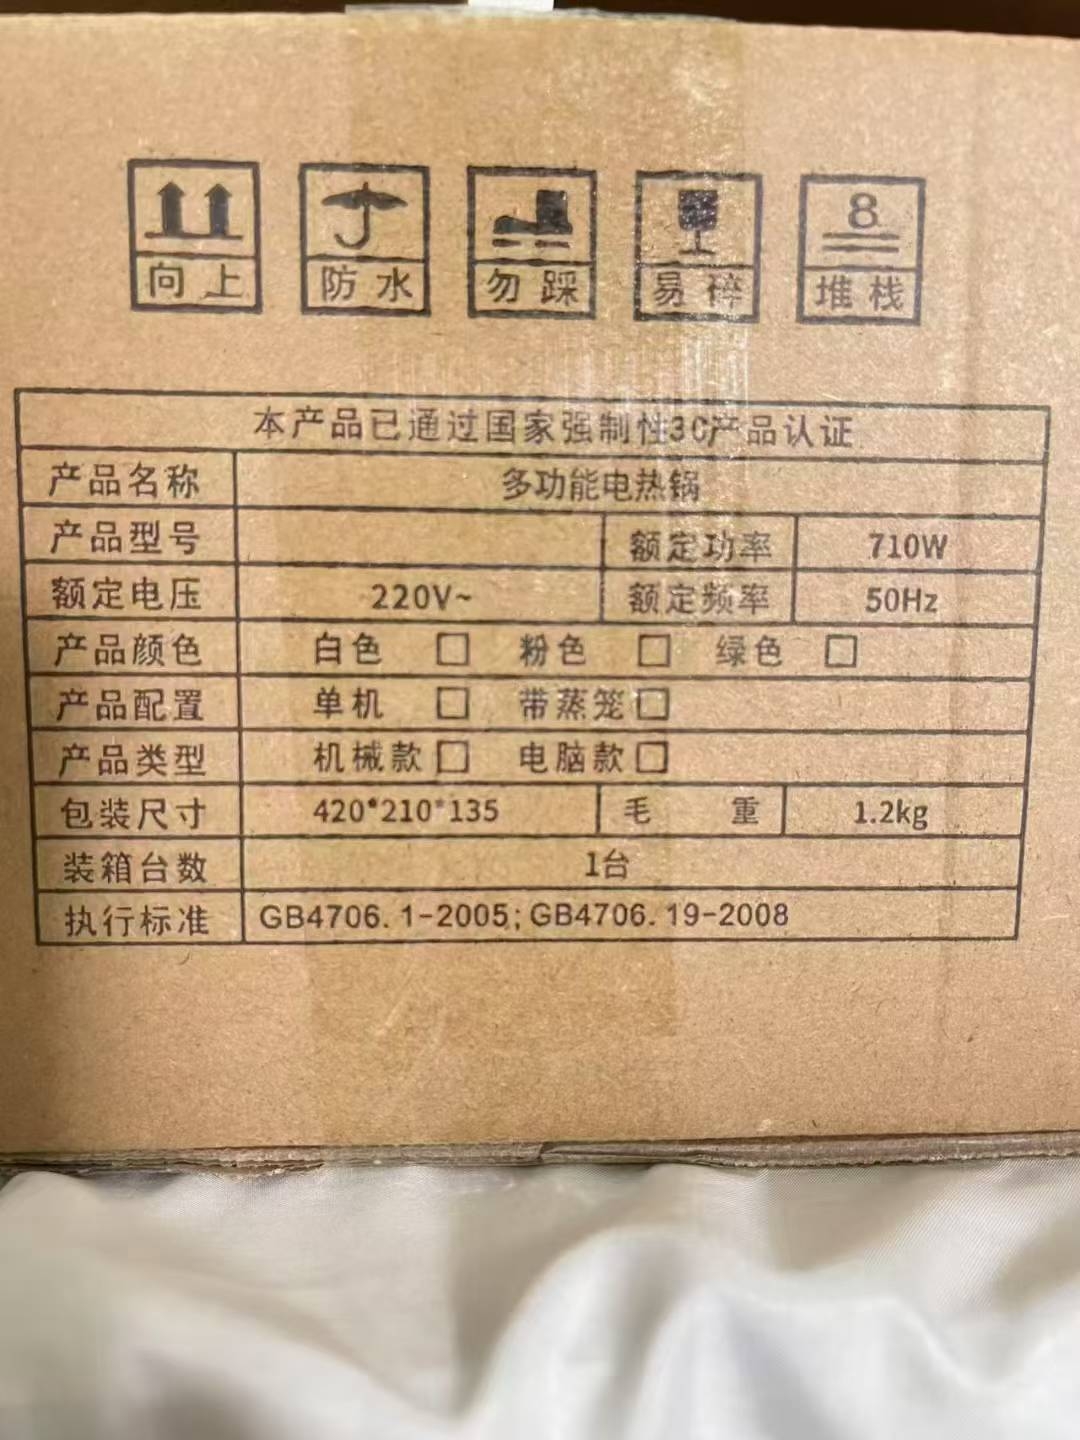 向上 防水 勿踩 易碎 8 堆栈
本产品已通过国家强制性3C产品认证
产品名称 多功能电热锅
产品型号 额定功率 710W
额定电压 220V~ 额定频率 50Hz
产品颜色 白色 □ 粉色 □ 绿色 □
产品配置 单机 □ 带蒸笼 □
产品类型 机械款 □ 电脑款 □
包装尺寸 420*210*135 毛 重 1.2kg
装箱台数 1台
执行标准 GB4706.1-2005;GB4706.19-2008